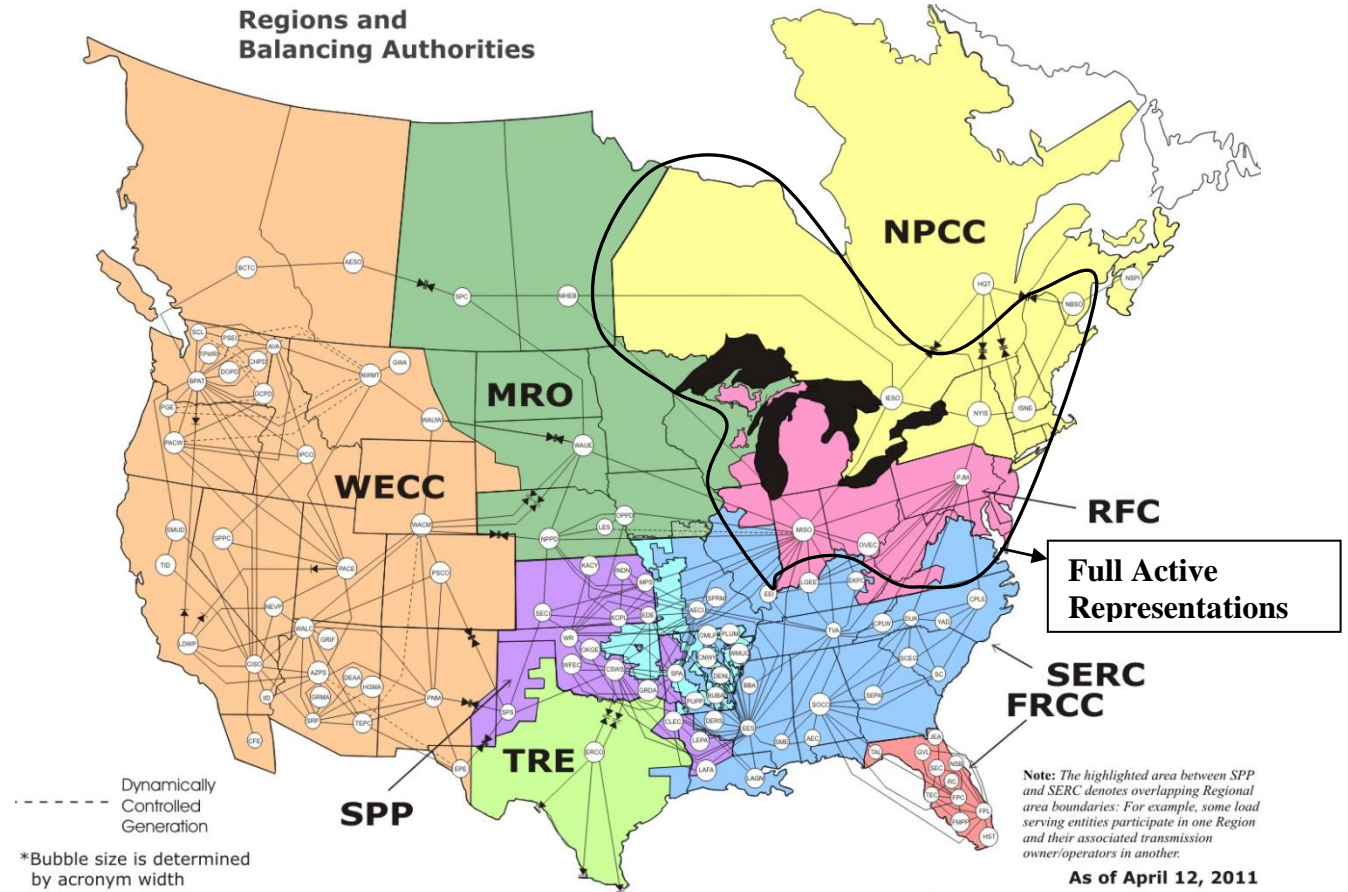 Regions and
Balancing Authorities
NPCC
BCTC
AESO
SPC
MHEB
HQT
NBSO
NSPI
SCL
PSEI
TPWR
CHPD
AVA
BPAT
DOPD
GCPD
NWMT
GWA
PGE
PACW
IPCO
WAUW
MRO
WAUE
IESO
NYIS
ISNE
WECC
PJM
RFC
SMUD
SPPC
WACM
NPPD
LES
OPPD
MISO
OVEC
TID
PACE
PSCO
KACY
INDN
MPS
LGEE
EKPC
EEI
Full Active
Representations
NEVP
WALC
GRIF
SECI
KCPL
EDE
AECI
SPRM
CPLE
LDWP
CISO
AZPS
DEAA
HGMA
GRMA
IID
SRP
TEPC
PNM
CFE
EPE
WR
OKGE
WFEC
CSWS
GRDA
SPA
OMLP
PLUM
CNWY
WMUC
DENL
PUPP
BUBA
BBA
DERS
TVA
CPLW
DUK
YAD
SCEG
SC
SEPA
SOCO
SERC
FRCC
SPS
CLEC
LEPA
EES
SME
AEC
LAFA
LAGN
TRE
ERCO
SPP
TAL
JEA
GVL
SEC
NSB
RC
TEC
FPC
FPL
FMPP
HST
Dynamically
Controlled
Generation
*Bubble size is determined
by acronym width
Note: The highlighted area between SPP
and SERC denotes overlapping Regional
area boundaries: For example, some load
serving entities participate in one Region
and their associated transmission
owner/operators in another.
As of April 12, 2011